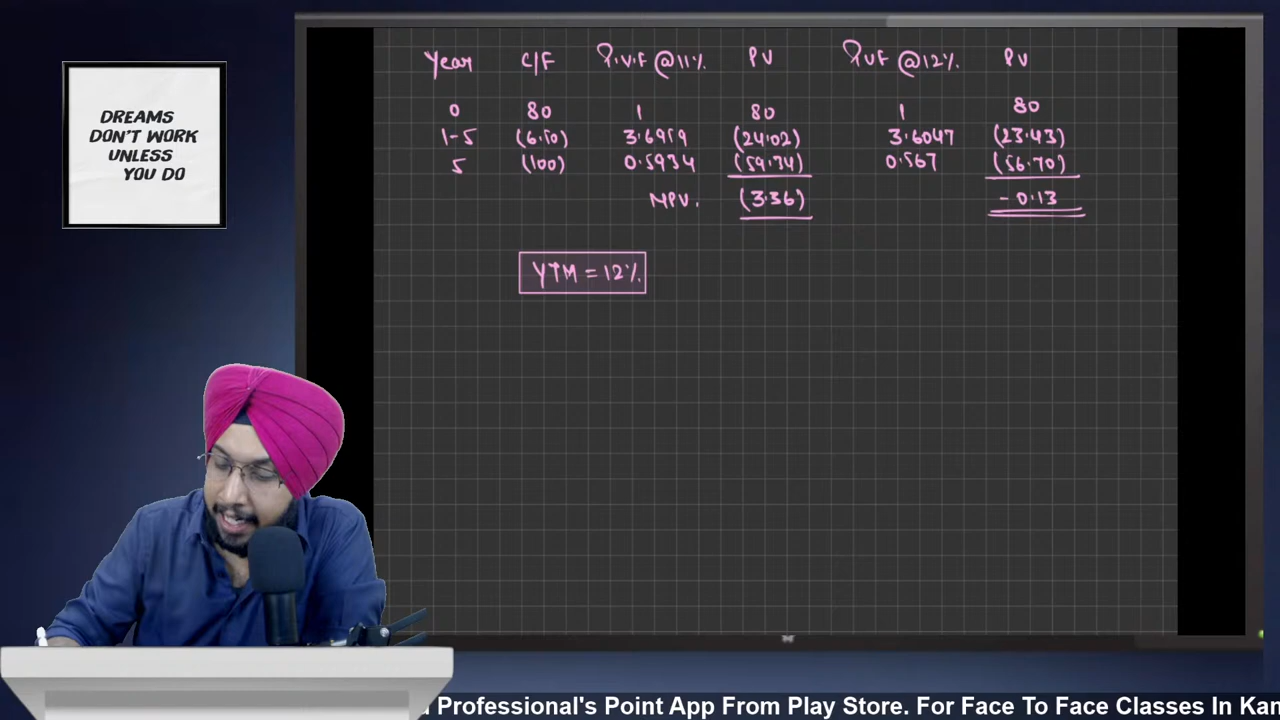 DREAMS
DON'T WORK
UNLESS
YOU DO
Year C/F P.V.F @11% PV PVF @12% PV
0 80 1 80 1 80
1-5 (6.50) 3.6959 (24.02) 3.6047 (23.43)
5 (100) 0.5934 (59.34) 0.567 (56.70)
NPV. (3.36) -0.13
YTM = 12%
Professional's Point App From Play Store. For Face To Face Classes In